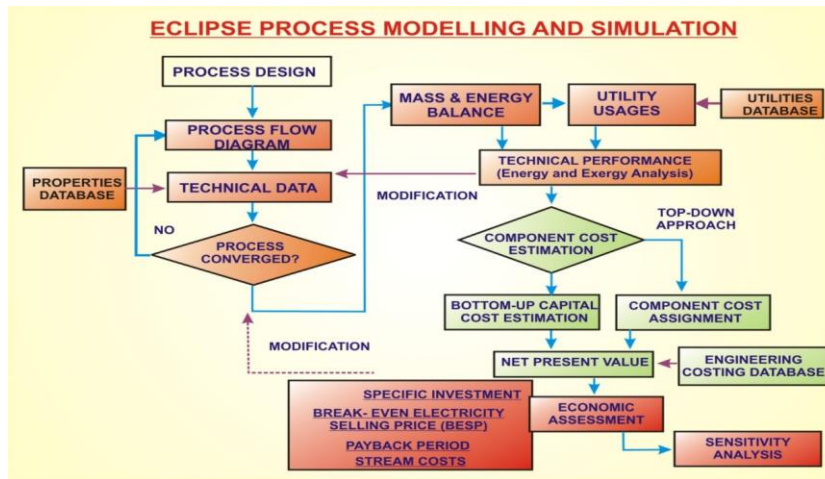 ECLIPSE PROCESS MODELLING AND SIMULATION
PROCESS DESIGN
PROCESS FLOW
DIAGRAM
PROPERTIES
DATABASE
TECHNICAL DATA
NO
PROCESS
CONVERGED?
MASS & ENERGY
BALANCE
UTILITY
USAGES
UTILITIES
DATABASE
TECHNICAL PERFORMANCE
(Energy and Exergy Analysis)
MODIFICATION
TOP-DOWN
APPROACH
COMPONENT COST
ESTIMATION
BOTTOM-UP CAPITAL
COST ESTIMATION
COMPONENT COST
ASSIGNMENT
MODIFICATION
NET PRESENT VALUE
ENGINEERING
COSTING DATABASE
SPECIFIC INVESTMENT
BREAK- EVEN ELECTRICITY
SELLING PRICE (BESP)
PAYBACK PERIOD
STREAM COSTS
ECONOMIC
ASSESSMENT
SENSITIVITY
ANALYSIS